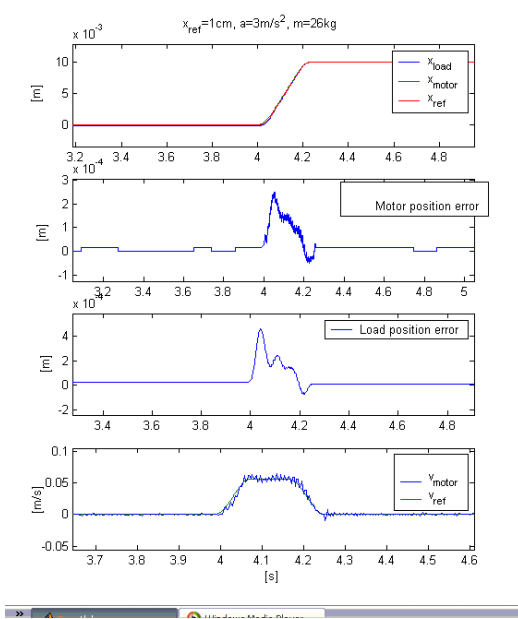 x_ref=1cm, a=3m/s², m=26kg
x 10⁻³
10
5
0
[m]
x_load
x_motor
x_ref
3.2 3.4 3.6 3.8 4 4.2 4.4 4.6 4.8
x 10⁻⁴
3
2
1
0
-1
[m]
Motor position error
3.2 3.4 3.6 3.8 4 4.2 4.4 4.6 4.8 5
x 10⁻⁴
4
2
0
-2
[m]
Load position error
3.4 3.6 3.8 4 4.2 4.4 4.6 4.8
0.1
0.05
0
-0.05
[m/s]
v_motor
v_ref
3.7 3.8 3.9 4 4.1 4.2 4.3 4.4 4.5 4.6
[s]
»
Windows Media Player